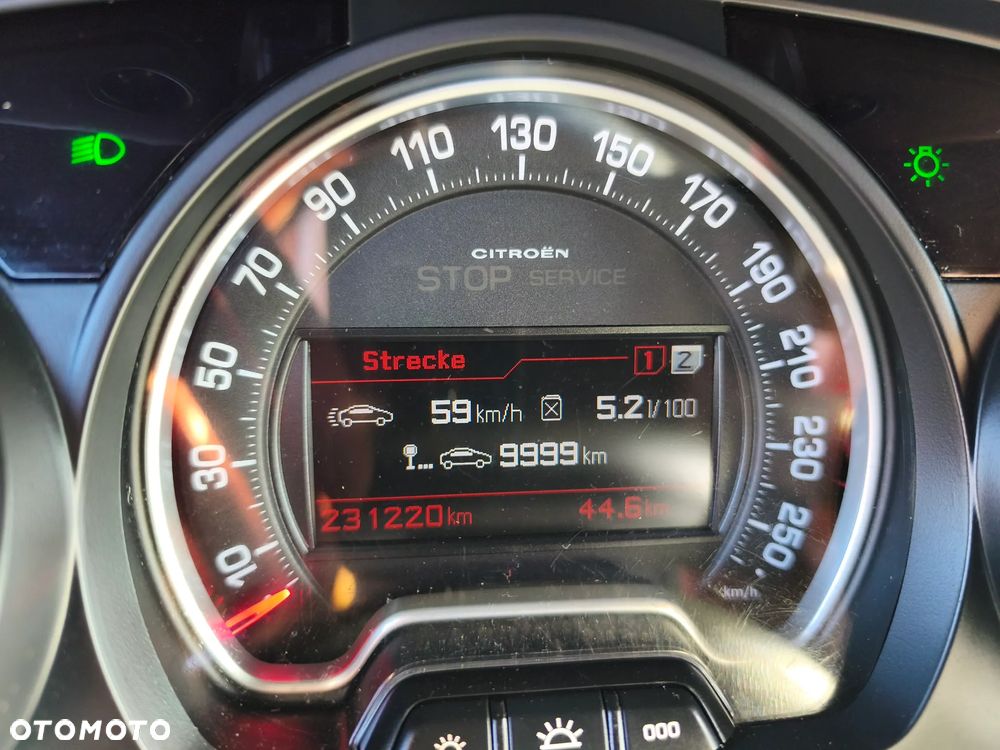 10 30 50 70 90 110 130 150 170 190 210 230 250
km/h
CITROËN
STOP SERVICE
Strecke 1 2
59 km/h 5.2 l/100
... 9999 km
231220 km 44.6 km
000
OTOMOTO